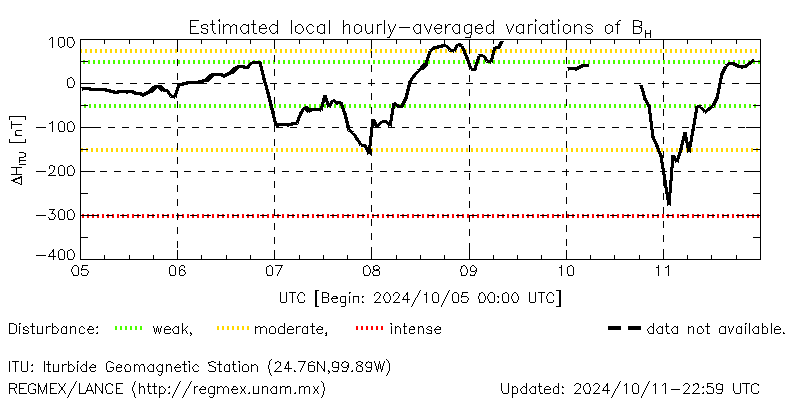 Estimated local hourly-averaged variations of B_H
100
0
-100
-200
-300
-400
ΔH_ITU [nT]
05 06 07 08 09 10 11
UTC [Begin: 2024/10/05 00:00 UTC]
Disturbance: weak, moderate, intense data not available.
ITU: Iturbide Geomagnetic Station (24.76N,99.89W)
REGMEX/LANCE (http://regmex.unam.mx) Updated: 2024/10/11-22:59 UTC